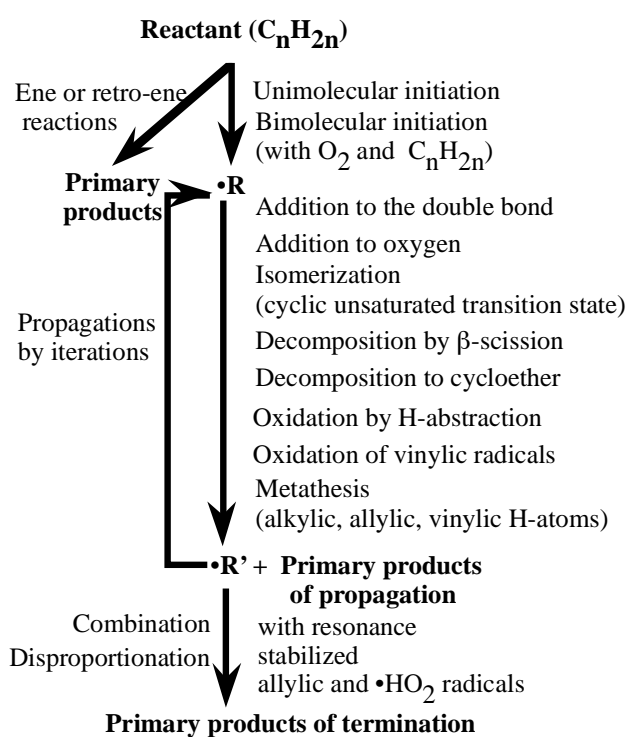 Reactant (CnH2n)
Ene or retro-ene
reactions
Unimolecular initiation
Bimolecular initiation
(with O2 and CnH2n)
Primary
products
•R
Addition to the double bond
Addition to oxygen
Isomerization
(cyclic unsaturated transition state)
Decomposition by β-scission
Decomposition to cycloether
Oxidation by H-abstraction
Oxidation of vinylic radicals
Metathesis
(alkylic, allylic, vinylic H-atoms)
Propagations
by iterations
•R’ + Primary products
of propagation
Combination
Disproportionation
with resonance
stabilized
allylic and •HO2 radicals
Primary products of termination